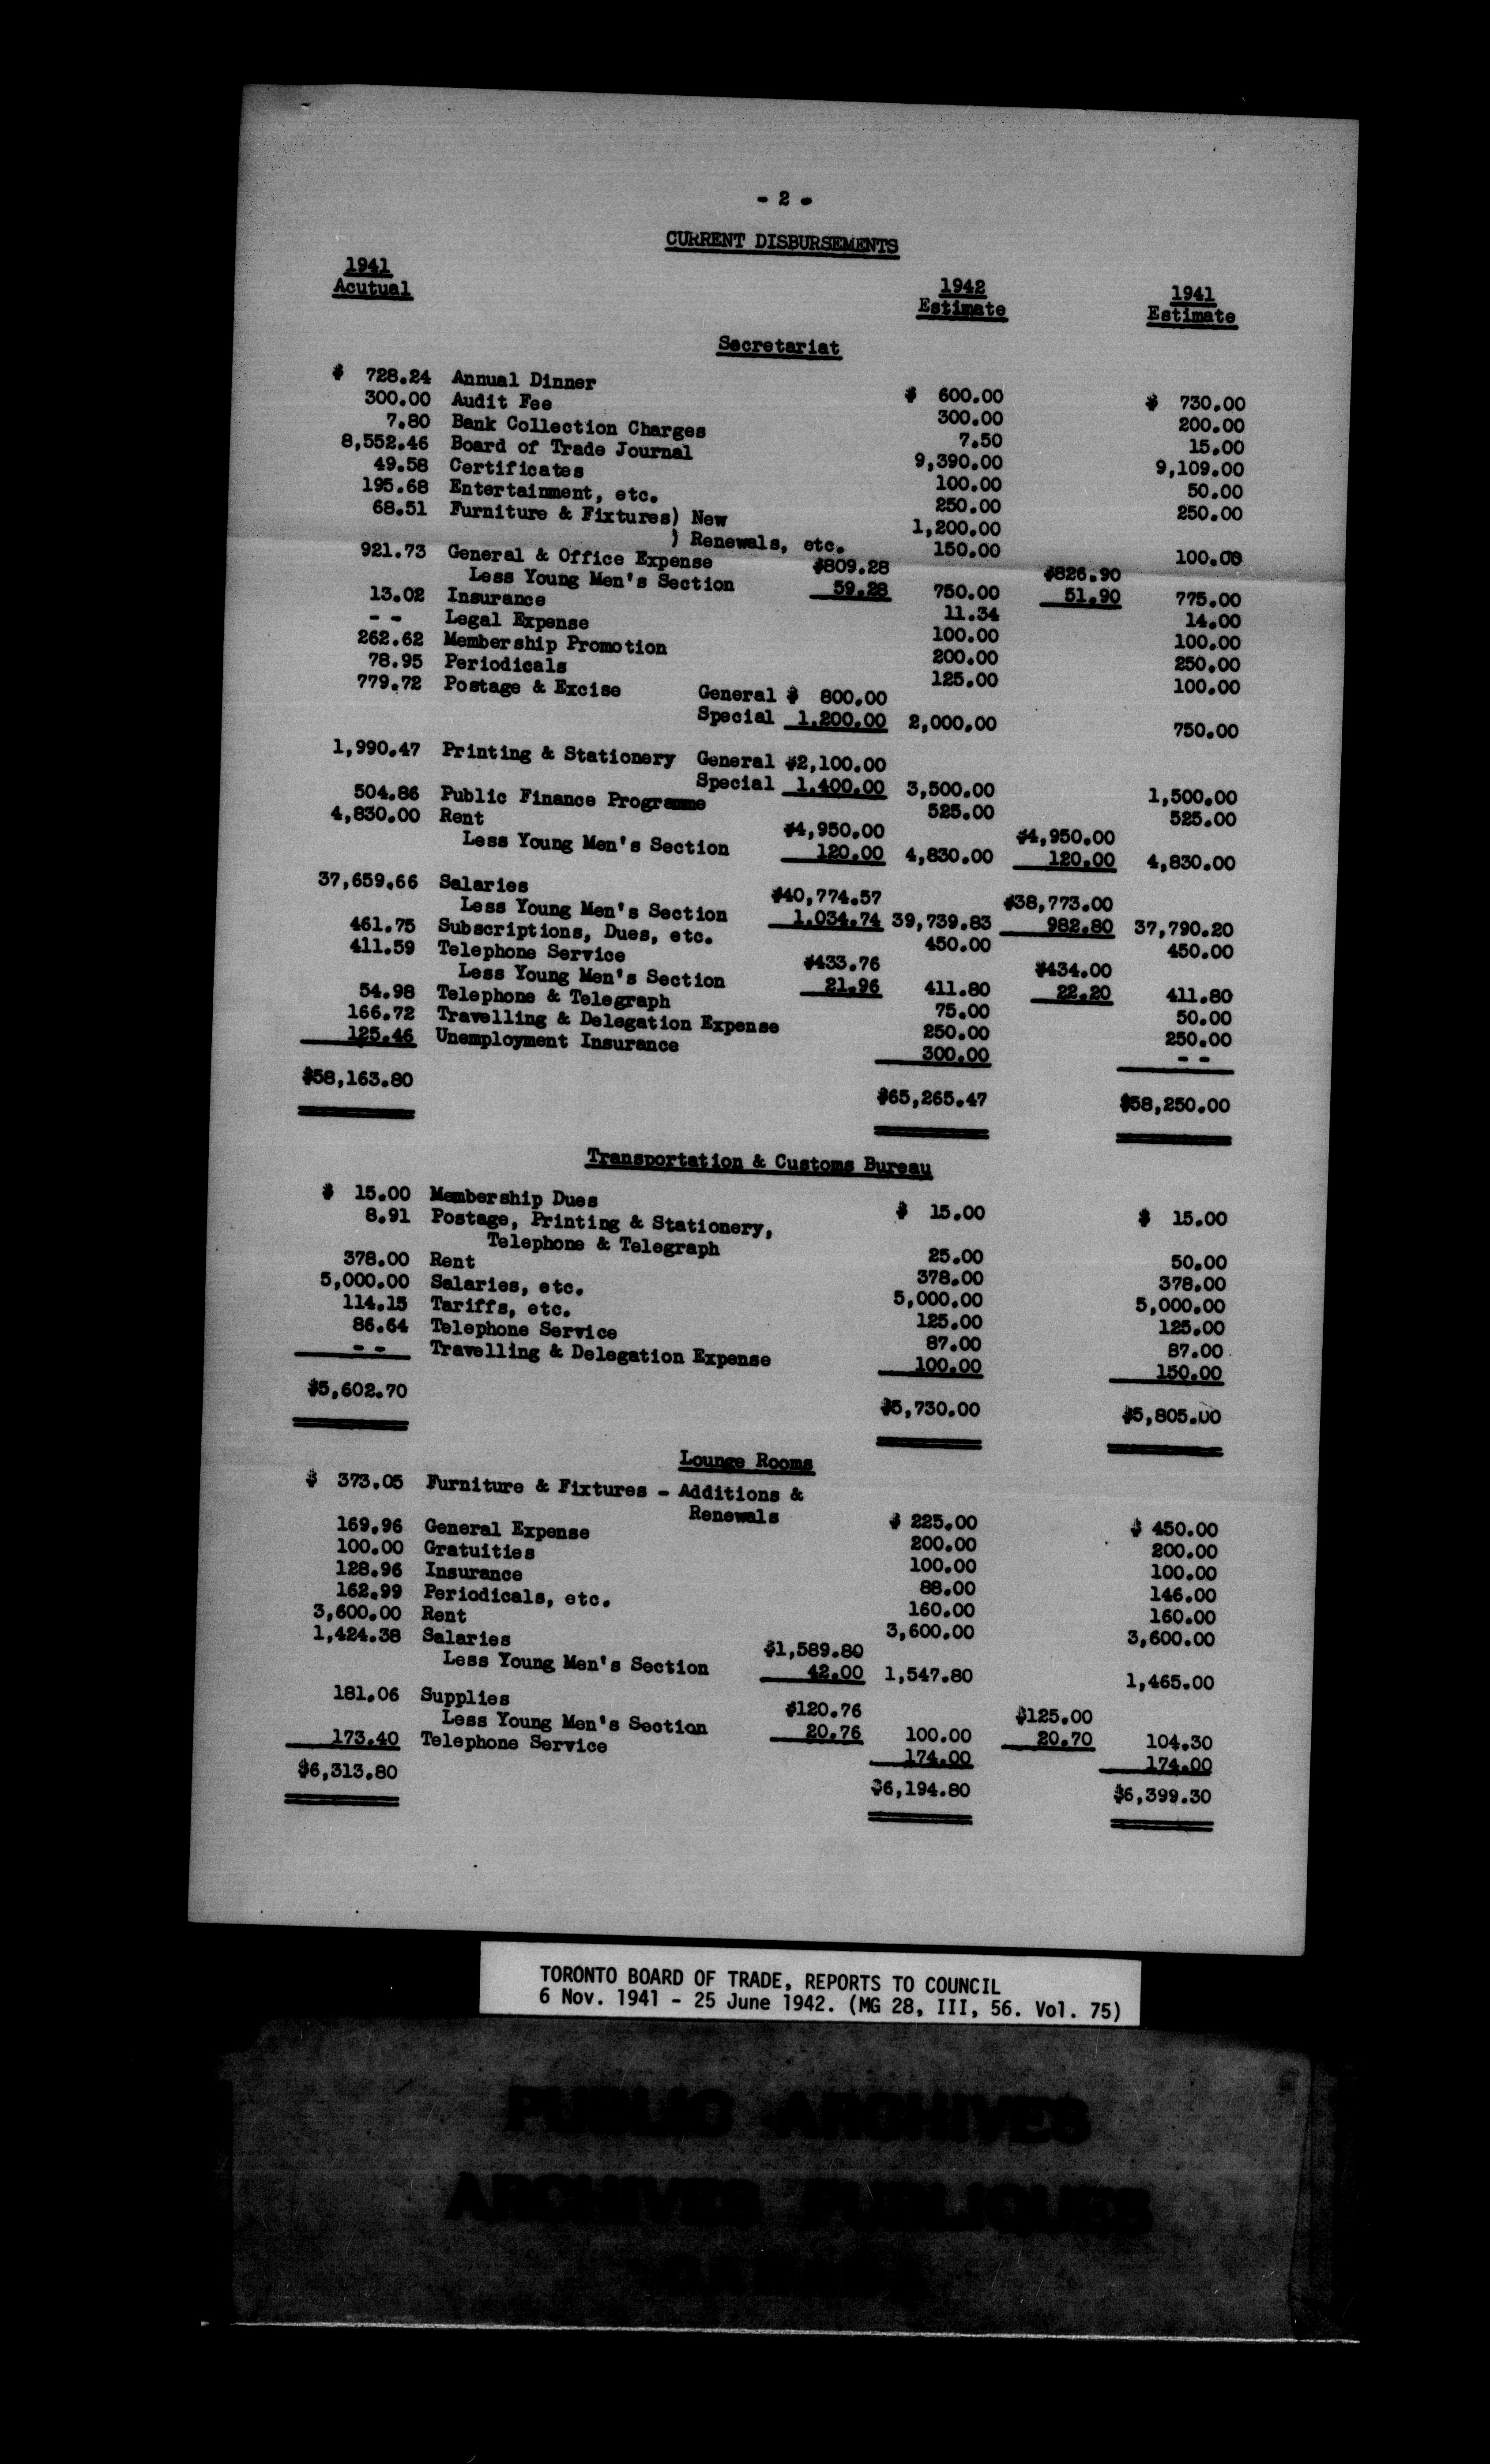 - 2 -
CURRENT DISBURSEMENTS
1941 1942 1941
Acutual Estimate Estimate
Secretariat
$ 728.24 Annual Dinner $ 600.00 $ 730.00
300.00 Audit Fee 300.00 200.00
7.80 Bank Collection Charges 7.50 15.00
8,552.46 Board of Trade Journal 9,390.00 9,109.00
49.58 Certificates 100.00 50.00
195.68 Entertainment, etc. 250.00 250.00
68.51 Furniture & Fixtures) New 1,200.00
) Renewals, etc. 150.00 100.00
921.73 General & Office Expense $809.28 $826.90
Less Young Men's Section 59.28 750.00 51.90 775.00
13.02 Insurance 11.34 14.00
- - Legal Expense 100.00 100.00
262.62 Membership Promotion 200.00 250.00
78.95 Periodicals 125.00 100.00
779.72 Postage & Excise General $ 800.00
Special 1,200.00 2,000.00 750.00
1,990.47 Printing & Stationery General $2,100.00
Special 1,400.00 3,500.00 1,500.00
504.86 Public Finance Programme 525.00 525.00
4,830.00 Rent $4,950.00 $4,950.00
Less Young Men's Section 120.00 4,830.00 120.00 4,830.00
37,659.66 Salaries $40,774.57 $38,773.00
Less Young Men's Section 1,034.74 39,739.83 982.80 37,790.20
461.75 Subscriptions, Dues, etc. 450.00 450.00
411.59 Telephone Service $433.76 $434.00
Less Young Men's Section 21.96 411.80 22.20 411.80
54.98 Telephone & Telegraph 75.00 50.00
166.72 Travelling & Delegation Expense 250.00 250.00
125.46 Unemployment Insurance 300.00 - -
$58,163.80 $65,265.47 $58,250.00
Transportation & Customs Bureau
$ 15.00 Membership Dues $ 15.00 $ 15.00
8.91 Postage, Printing & Stationery,
Telephone & Telegraph 25.00 50.00
378.00 Rent 378.00 378.00
5,000.00 Salaries, etc. 5,000.00 5,000.00
114.15 Tariffs, etc. 125.00 125.00
86.64 Telephone Service 87.00 87.00
- - Travelling & Delegation Expense 100.00 150.00
$5,602.70 $5,730.00 $5,805.00
Lounge Rooms
$ 373.05 Furniture & Fixtures - Additions &
Renewals $ 225.00 $ 450.00
169.96 General Expense 200.00 200.00
100.00 Gratuities 100.00 100.00
128.96 Insurance 88.00 146.00
162.99 Periodicals, etc. 160.00 160.00
3,600.00 Rent 3,600.00 3,600.00
1,424.38 Salaries $1,589.80
Less Young Men's Section 42.00 1,547.80 1,465.00
181.06 Supplies $120.76 $125.00
Less Young Men's Section 20.76 100.00 20.70 104.30
173.40 Telephone Service 174.00 174.00
$6,313.80 $6,194.80 $6,399.30
TORONTO BOARD OF TRADE, REPORTS TO COUNCIL
6 Nov. 1941 - 25 June 1942. (MG 28, III, 56. Vol. 75)
PUBLIC ARCHIVES
ARCHIVES PUBLIQUES
CANADA